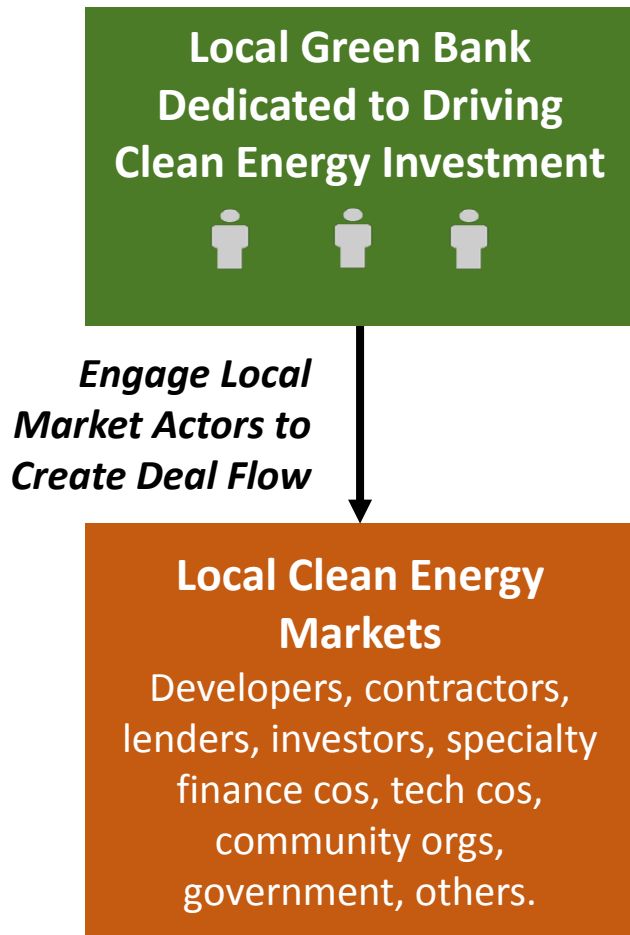 Local Green Bank
Dedicated to Driving
Clean Energy Investment
Engage Local
Market Actors to
Create Deal Flow
Local Clean Energy
Markets
Developers, contractors,
lenders, investors, specialty
finance cos, tech cos,
community orgs,
government, others.